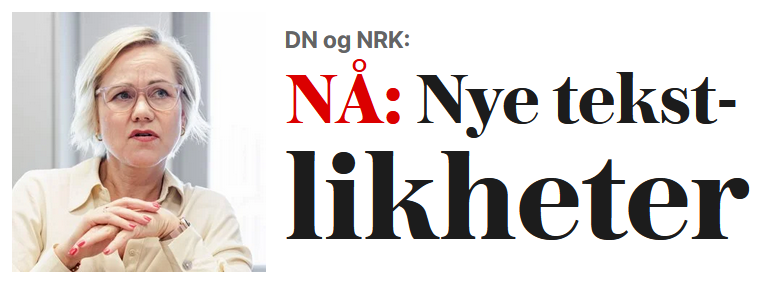 DN og NRK:
NÅ: Nye tekst-
likheter